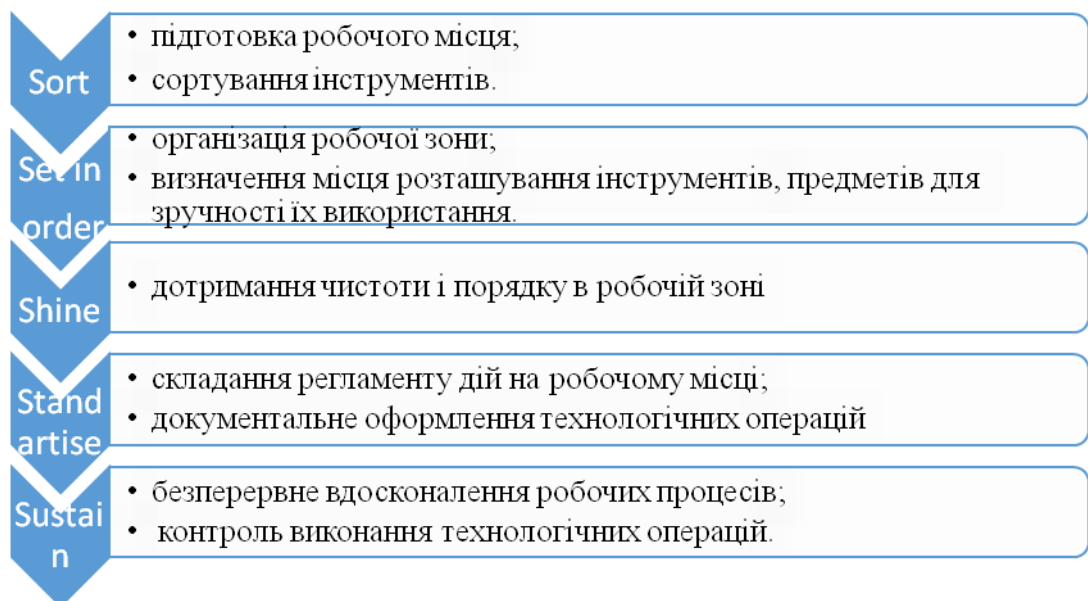 Sort
• підготовка робочого місця;
• сортування інструментів.
Set in
order
• організація робочої зони;
• визначення місця розташування інструментів, предметів для
зручності їх використання.
Shine
• дотримання чистоти і порядку в робочій зоні
Stand
artise
• складання регламенту дій на робочому місці;
• документальне оформлення технологічних операцій
Sustai
n
• безперервне вдосконалення робочих процесів;
• контроль виконання технологічних операцій.